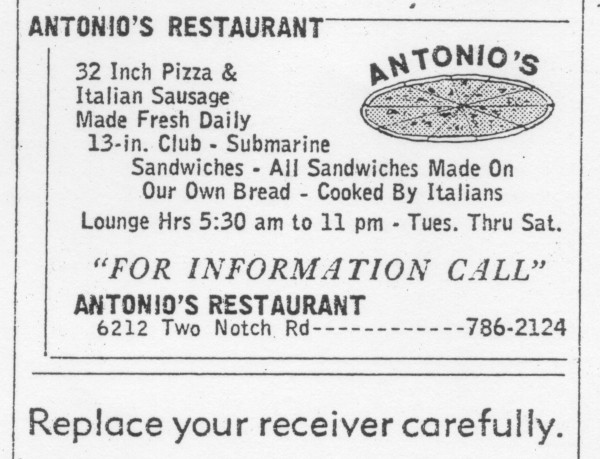 ANTONIO'S RESTAURANT
ANTONIO'S
32 Inch Pizza &
Italian Sausage
Made Fresh Daily
13-in. Club - Submarine
Sandwiches - All Sandwiches Made On
Our Own Bread - Cooked By Italians
Lounge Hrs 5:30 am to 11 pm - Tues. Thru Sat.
"FOR INFORMATION CALL"
ANTONIO'S RESTAURANT
6212 Two Notch Rd------------786-2124
Replace your receiver carefully.